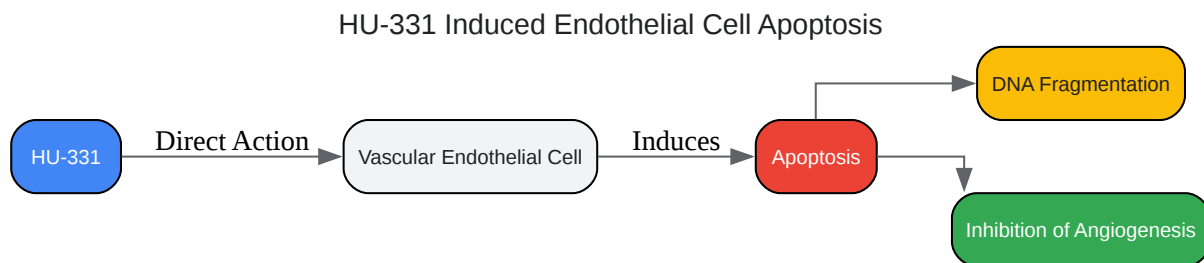 HU-331 Induced Endothelial Cell Apoptosis
DNA Fragmentation
HU-331
Direct Action
Vascular Endothelial Cell
Induces
Apoptosis
Inhibition of Angiogenesis